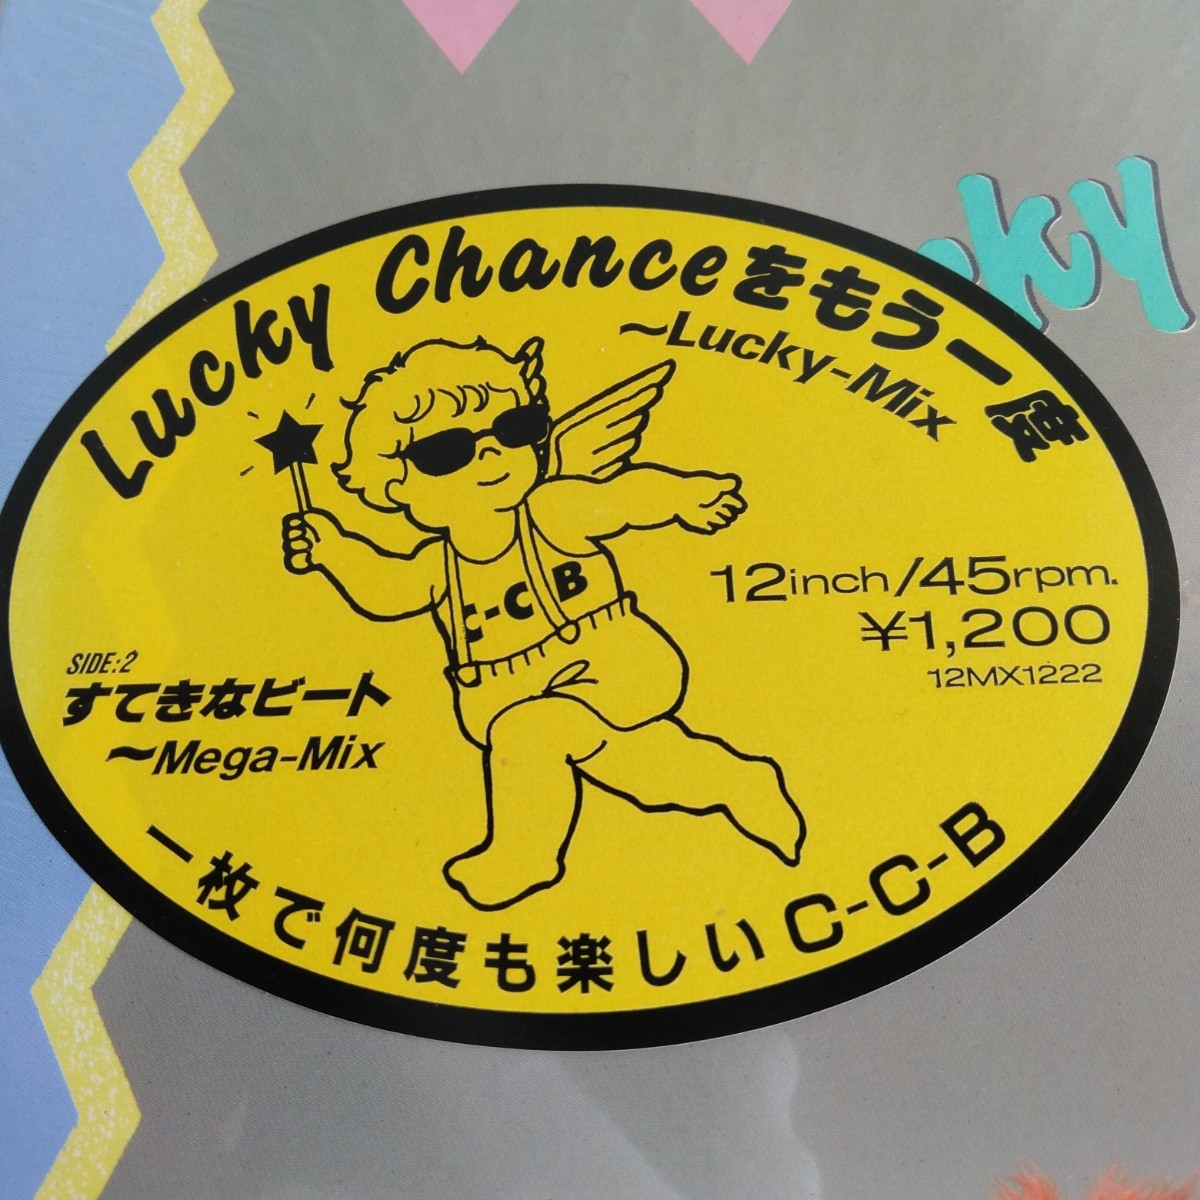 Lucky Chanceをもう一度
〜Lucky-Mix
ky
C-CB
12inch/45rpm.
¥1,200
12MX1222
SIDE:2
すてきなビート
〜Mega-Mix
一枚で何度も楽しいC-C-B